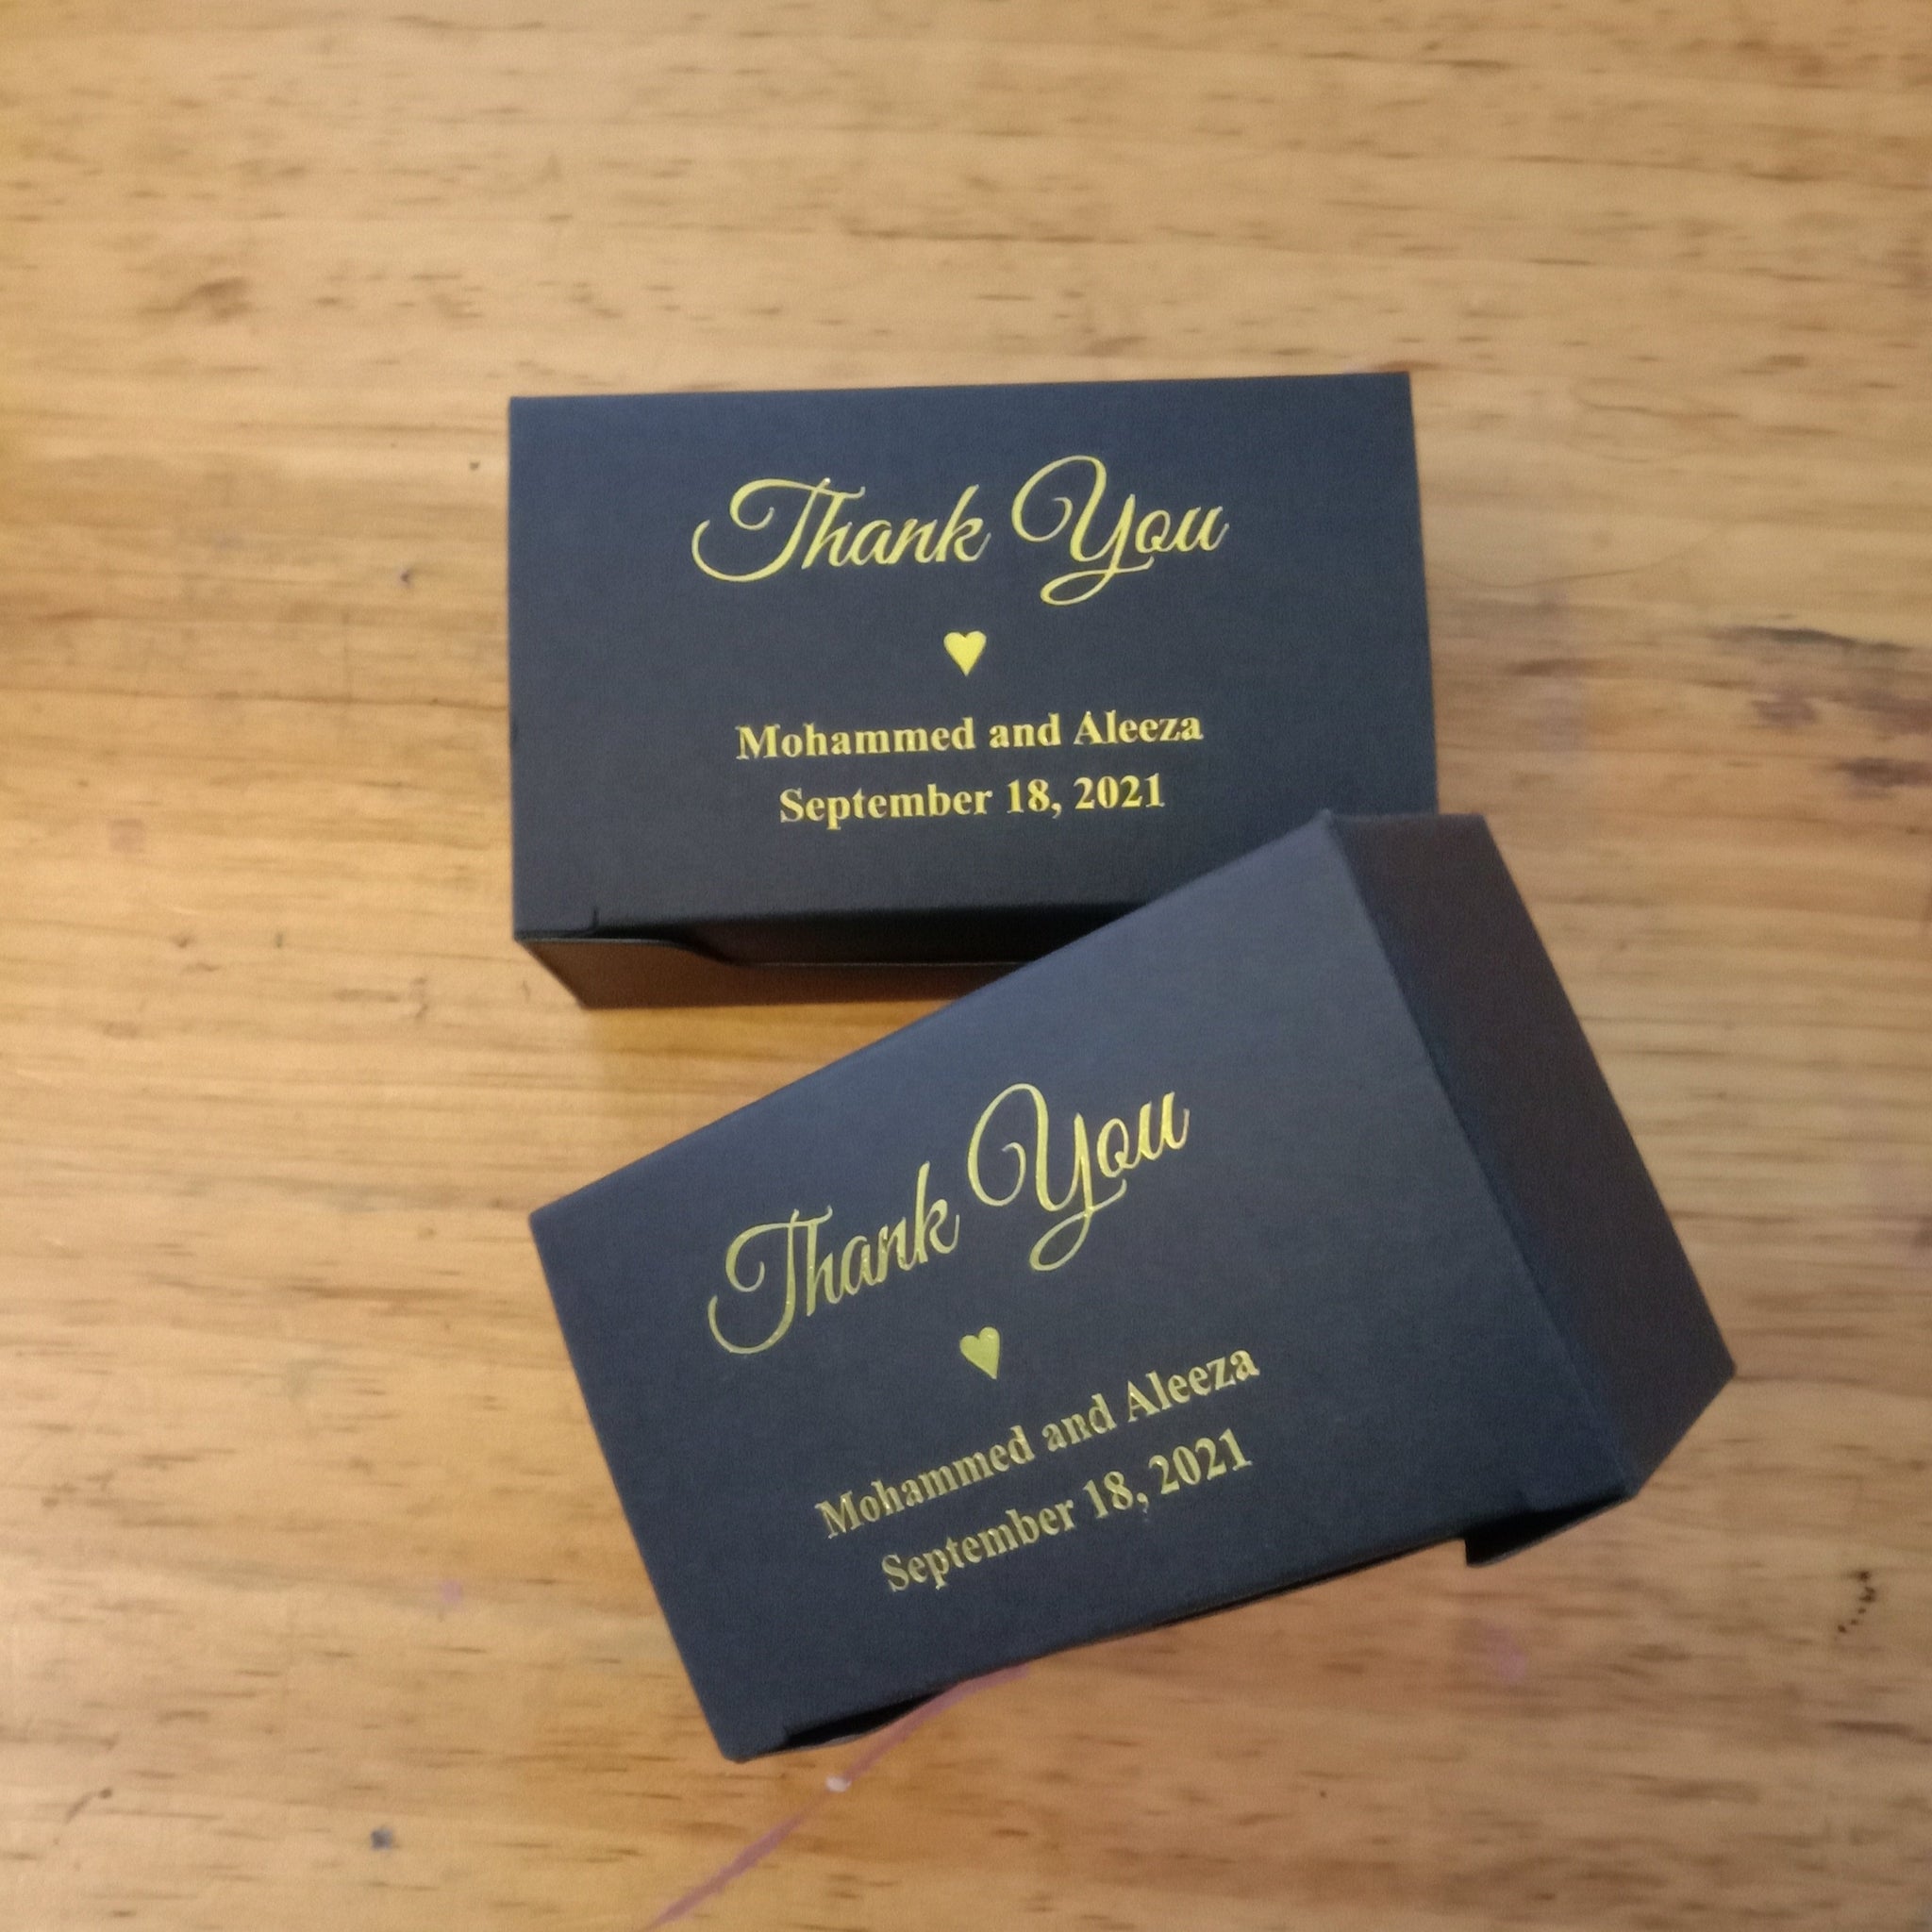 Thank You
Mohammed and Aleeza
September 18, 2021
Thank You
Mohammed and Aleeza
September 18, 2021